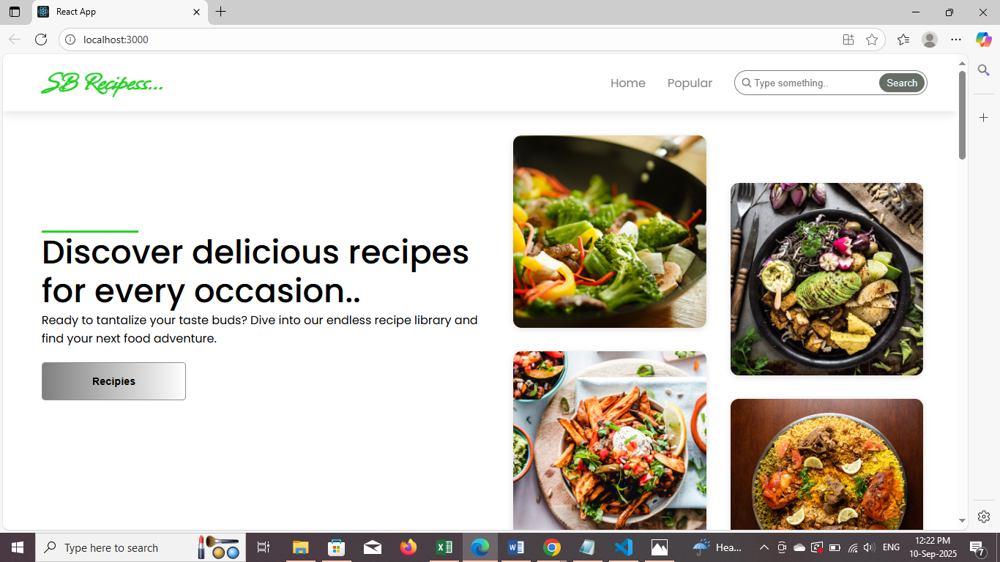 React App
localhost:3000
SB Recipess...
Home
Popular
Type something..
Search
Discover delicious recipes
for every occasion..
Ready to tantalize your taste buds? Dive into our endless recipe library and
find your next food adventure.
Recipies
Type here to search
Hea...
ENG
12:22 PM
10-Sep-2025
7